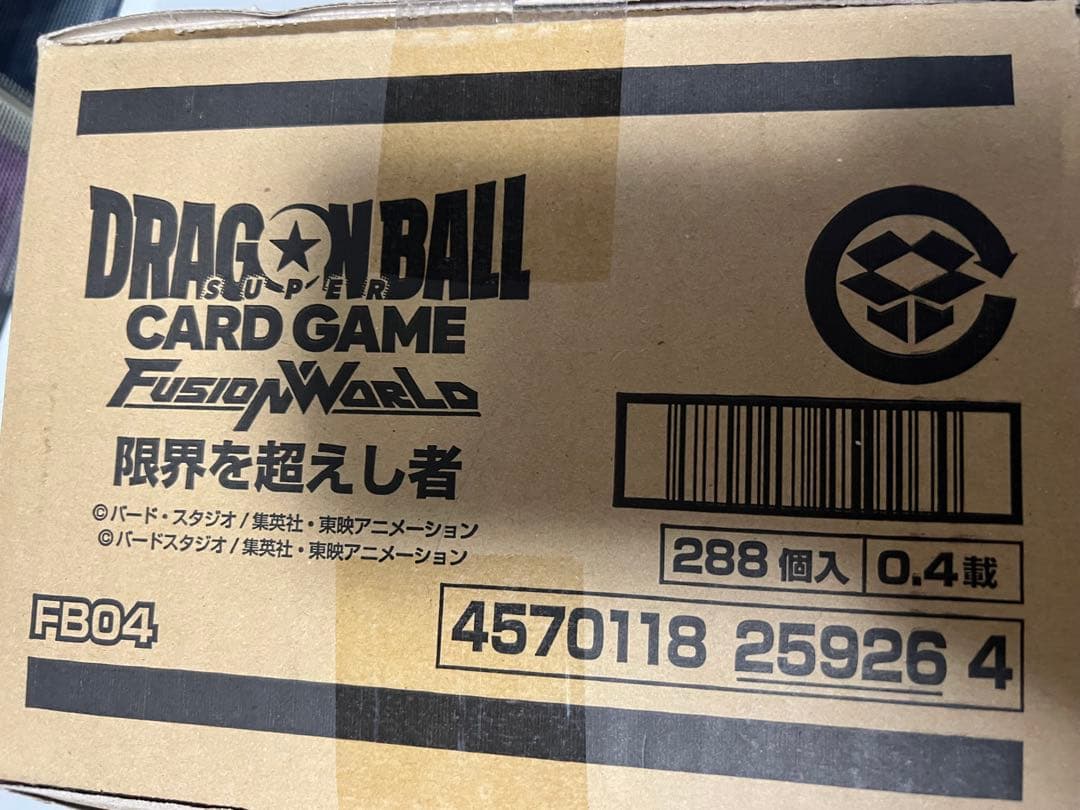 DRAGON BALL
SUPER
CARD GAME
FUSION WORLD
限界を超えし者
©バード・スタジオ / 集英社・東映アニメーション
©バードスタジオ / 集英社・東映アニメーション
288 個入 0.4載
FB04
4570118 25926 4